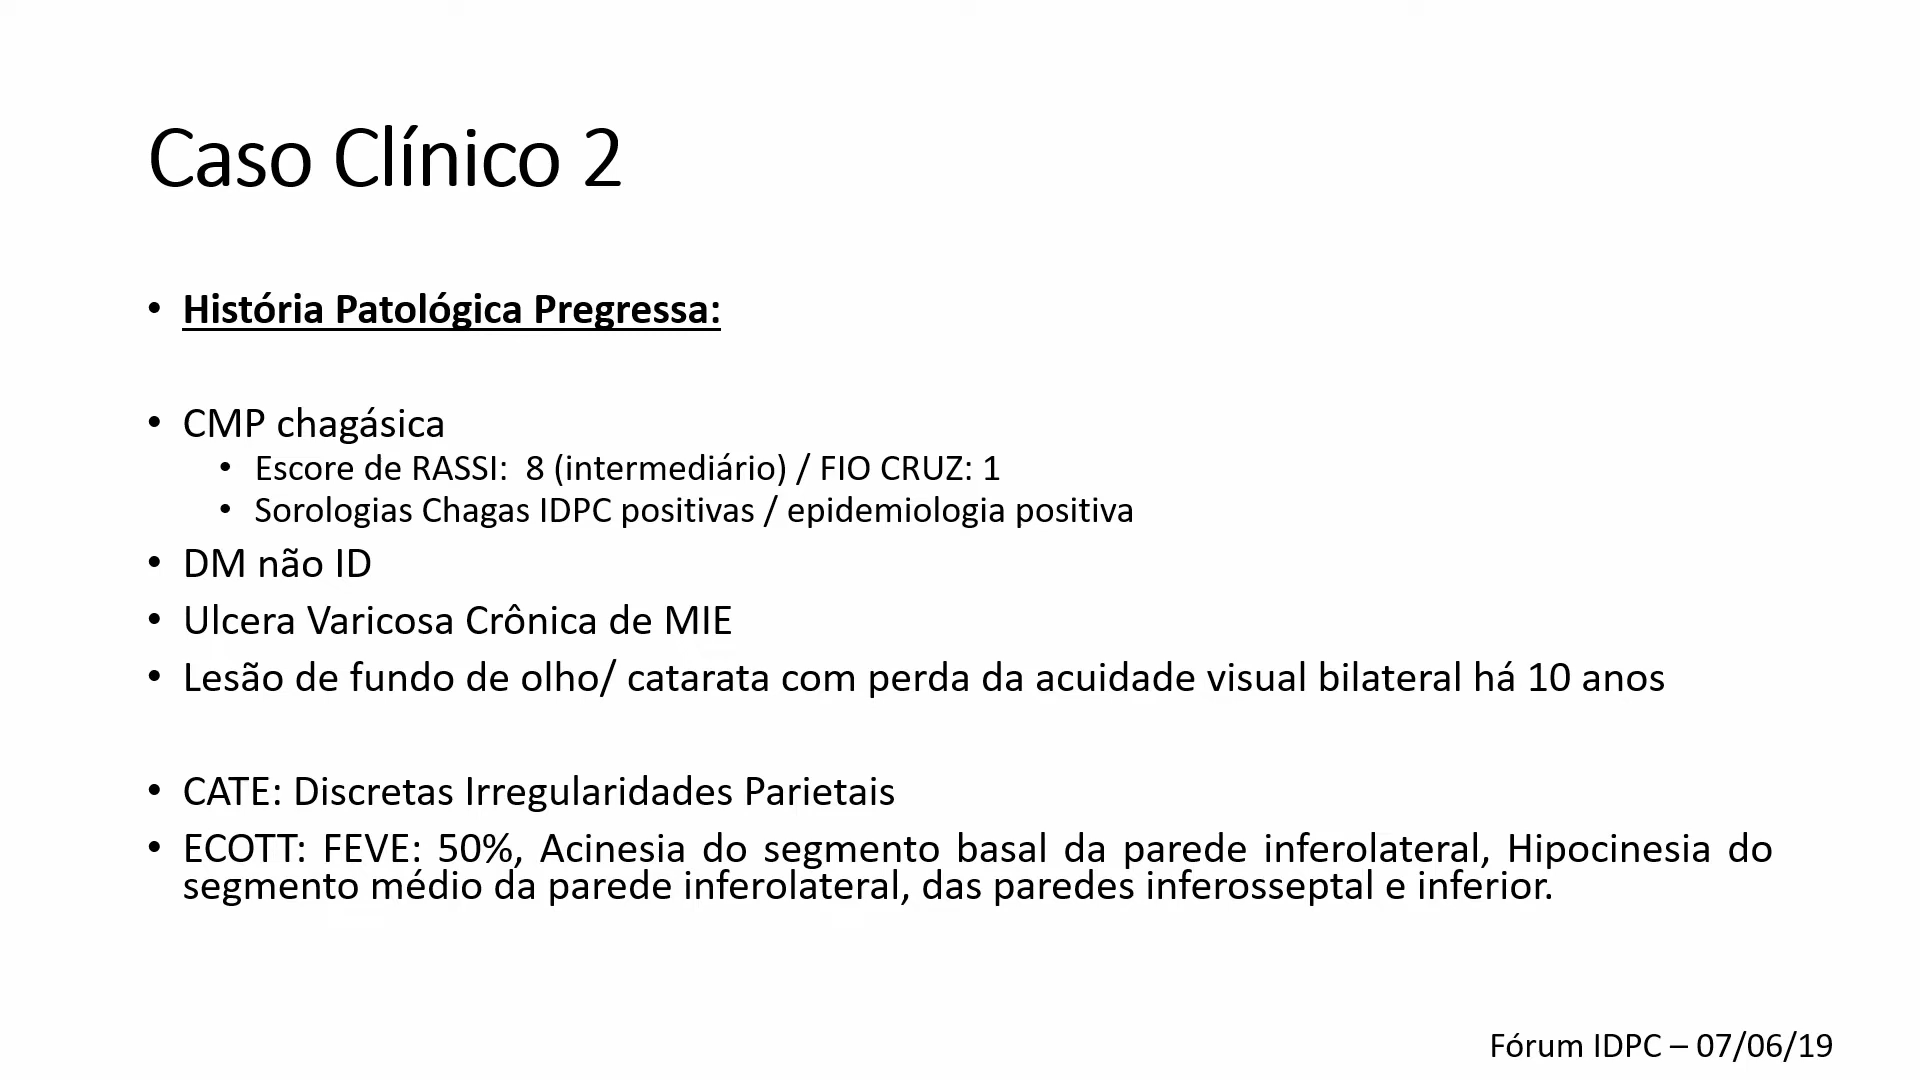 Caso Clínico 2
• História Patológica Pregressa:
• CMP chagásica
• Escore de RASSI: 8 (intermediário) / FIO CRUZ: 1
• Sorologias Chagas IDPC positivas / epidemiologia positiva
• DM não ID
• Ulcera Varicosa Crônica de MIE
• Lesão de fundo de olho/ catarata com perda da acuidade visual bilateral há 10 anos
• CATE: Discretas Irregularidades Parietais
• ECOTT: FEVE: 50%, Acinesia do segmento basal da parede inferolateral, Hipocinesia do
segmento médio da parede inferolateral, das paredes inferosseptal e inferior.
Fórum IDPC – 07/06/19